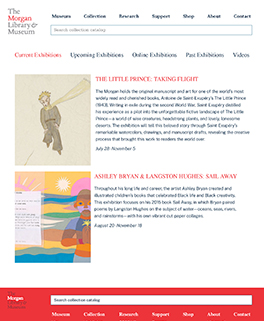 The
Morgan
Library &
Museum
Museum Collection Research Support Shop About Contact
Search collection catalog
Current Exhibitions Upcoming Exhibitions Online Exhibitions Past Exhibitions Videos
THE LITTLE PRINCE: TAKING FLIGHT
The Morgan holds the original manuscript and art for one of the world's most
widely read and cherished books, Antoine de Saint-Exupéry's The Little Prince
(1943). Writing in exile during the second World War, Saint-Exupéry distilled
his experience as a pilot into the unforgettable fictive landscapes of The Little
Prince—a world of wise creatures, headstrong plants, and lovely, luminous
deserts. The exhibition will tell this beloved story through Saint-Exupéry's
remarkable watercolors, drawings, and manuscript drafts, revealing the creative
process that brought this work to readers the world over
July 28- November 5
ASHLEY BRYAN & LANGSTON HUGHES: SAIL AWAY
Throughout his long life and career, the artist Ashley Bryan created and
illustrated children's books that celebrated Black life and Black creativity.
This exhibition focuses on his 2015 book Sail Away, in which Bryan paired
poems by Langston Hughes on the subject of water—oceans, seas, rivers,
and rainstorms – with his own vibrant cut-paper collages.
August 20- November 18
The
Morgan
Library &
Museum
Search collection catalog
Museum Collection Research Support Shop About Contact